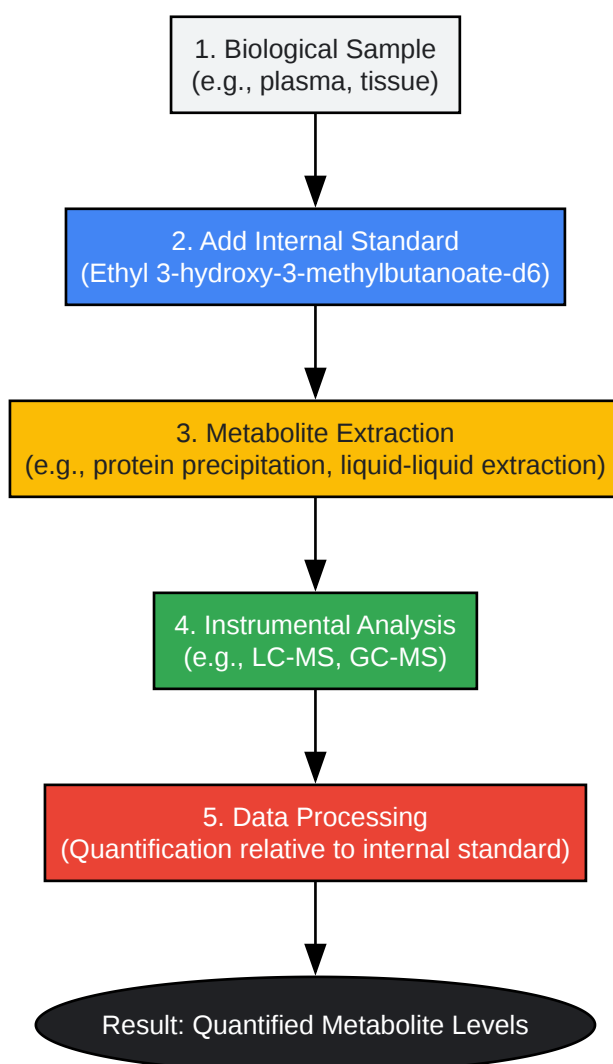 1. Biological Sample
(e.g., plasma, tissue)
2. Add Internal Standard
(Ethyl 3-hydroxy-3-methylbutanoate-d6)
3. Metabolite Extraction
(e.g., protein precipitation, liquid-liquid extraction)
4. Instrumental Analysis
(e.g., LC-MS, GC-MS)
5. Data Processing
(Quantification relative to internal standard)
Result: Quantified Metabolite Levels